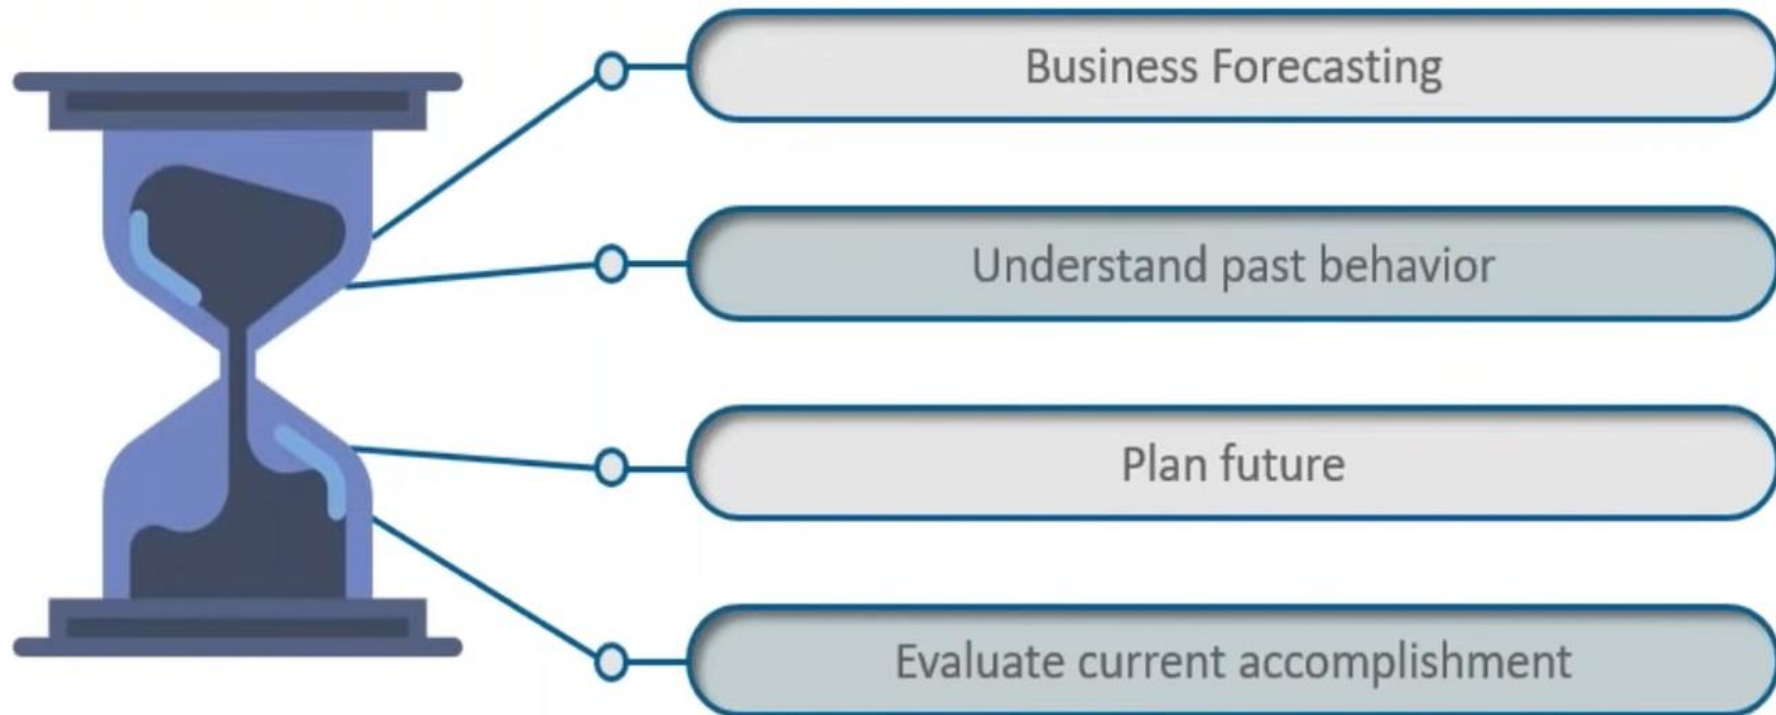 Business Forecasting
Understand past behavior
Plan future
Evaluate current accomplishment